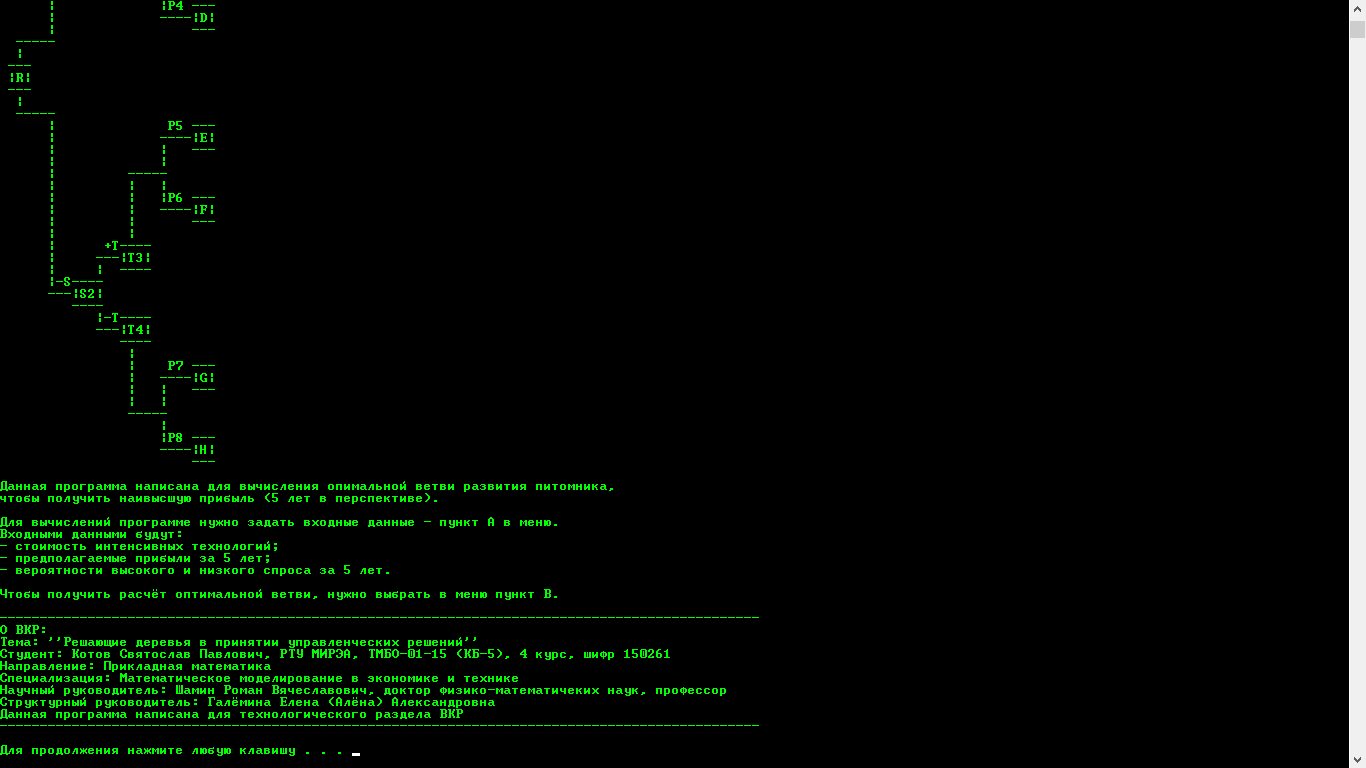 P4
D
R
P5
E
P6
F
+T
T3
-S
S2
-T
T4
P7
G
P8
H
Данная программа написана для вычисления опимальной ветви развития питомника,
чтобы получить наивысшую прибыль (5 лет в перспективе).
Для вычислений программе нужно задать входные данные - пункт A в меню.
Входными данными будут:
- стоимость интенсивных технологий;
- предполагаемые прибыли за 5 лет;
- вероятности высокого и низкого спроса за 5 лет.
Чтобы получить расчёт оптимальной ветви, нужно выбрать в меню пункт B.
О ВКР:
Тема: ''Решающие деревья в принятии управленческих решений''
Студент: Котов Святослав Павлович, РТУ МИРЭА, ТМБО-01-15 (КБ-5), 4 курс, шифр 150261
Направление: Прикладная математика
Специализация: Математическое моделирование в экономике и технике
Научный руководитель: Шамин Роман Вячеславович, доктор физико-математичеких наук, профессор
Структурный руководитель: Галёмина Елена (Алёна) Александровна
Данная программа написана для технологического раздела ВКР
Для продолжения нажмите любую клавишу . . .